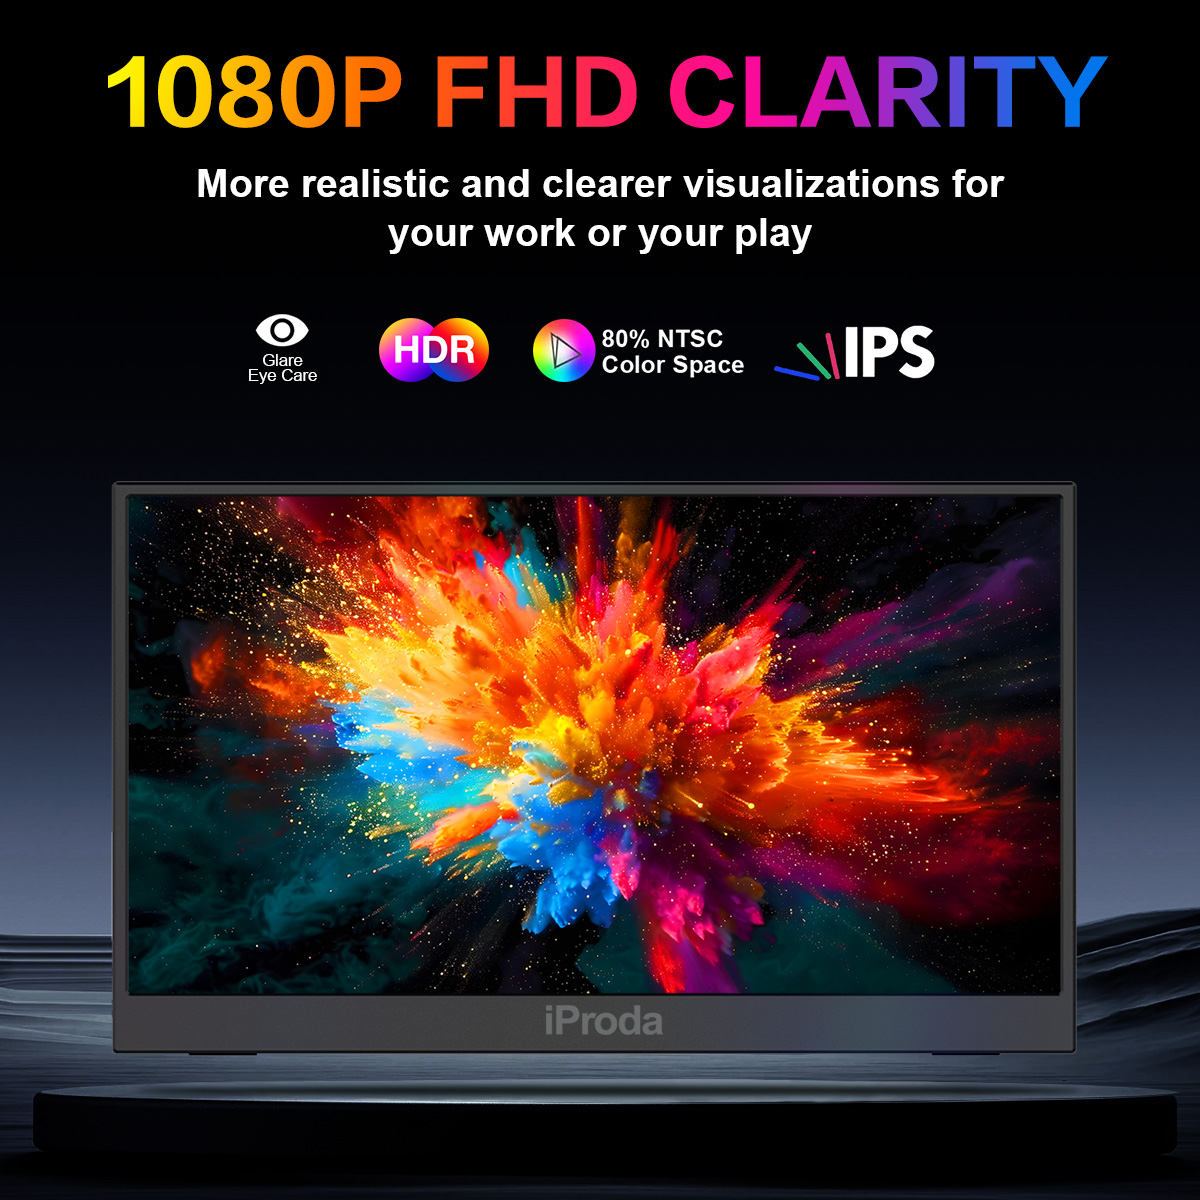 1080P FHD CLARITY
More realistic and clearer visualizations for
your work or your play
Glare
Eye Care
HDR
80% NTSC
Color Space
IPS
iProda